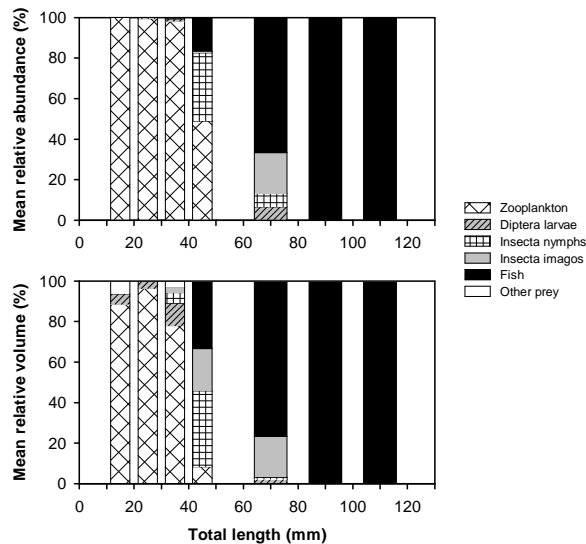 Mean relative abundance (%)
100
80
60
40
20
0
0 20 40 60 80 100 120
Zooplankton
Diptera larvae
Insecta nymphs
Insecta imagos
Fish
Other prey
Mean relative volume (%)
100
80
60
40
20
0
0 20 40 60 80 100 120
Total length (mm)